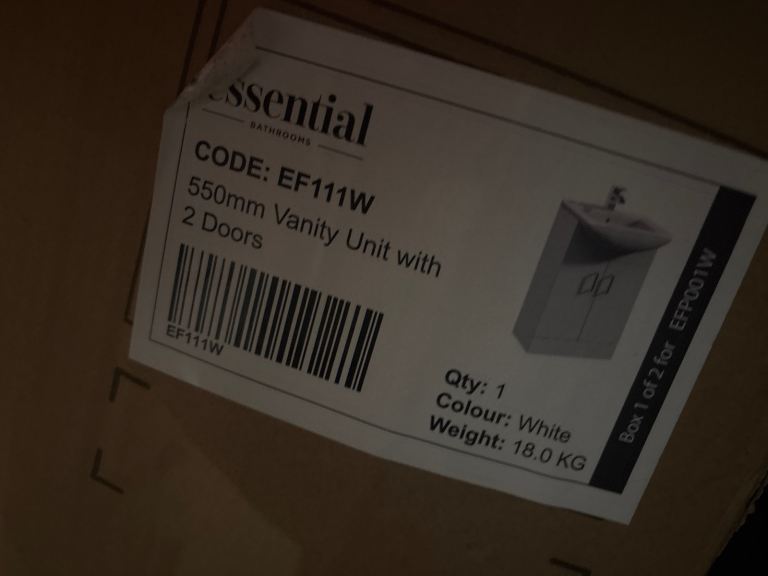 essential
BATHROOMS
CODE: EF111W
550mm Vanity Unit with
2 Doors
EF111W
Qty: 1
Colour: White
Weight: 18.0 KG
Box 1 of 2 for EFP001W